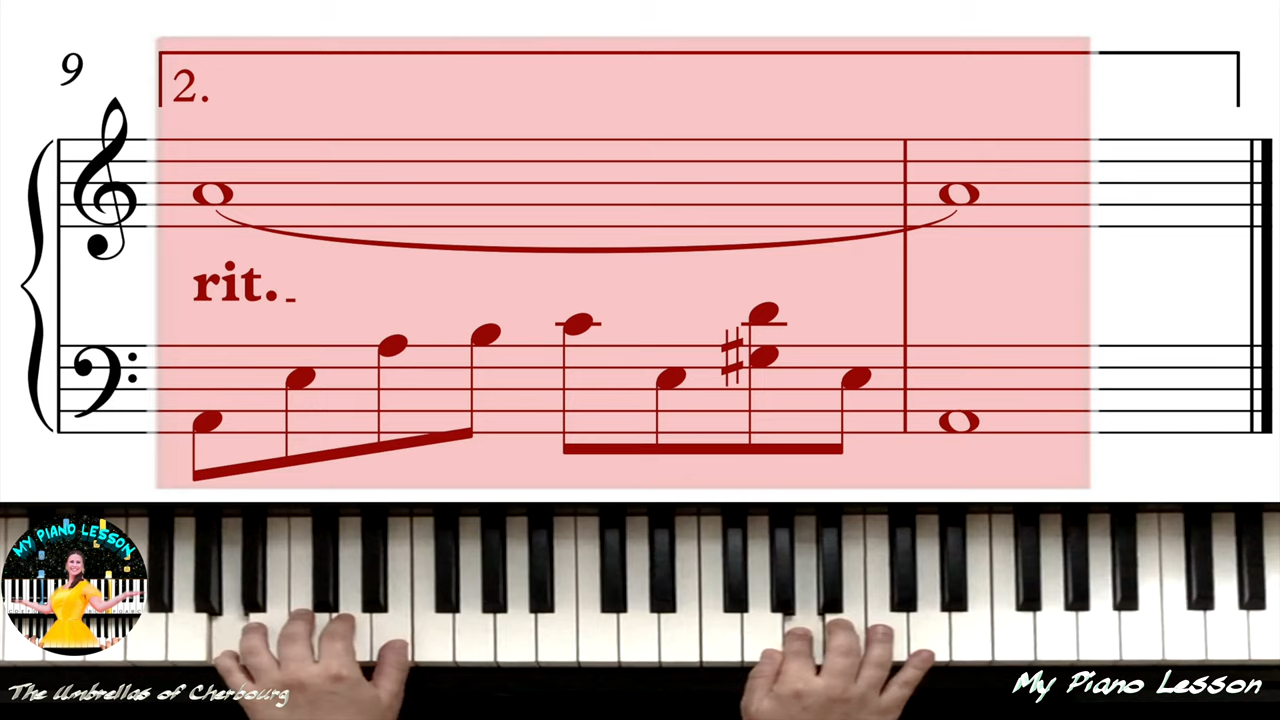 9
2.
rit.
MY PIANO LESSON
The Umbrellas of Cherbourg
My Piano Lesson